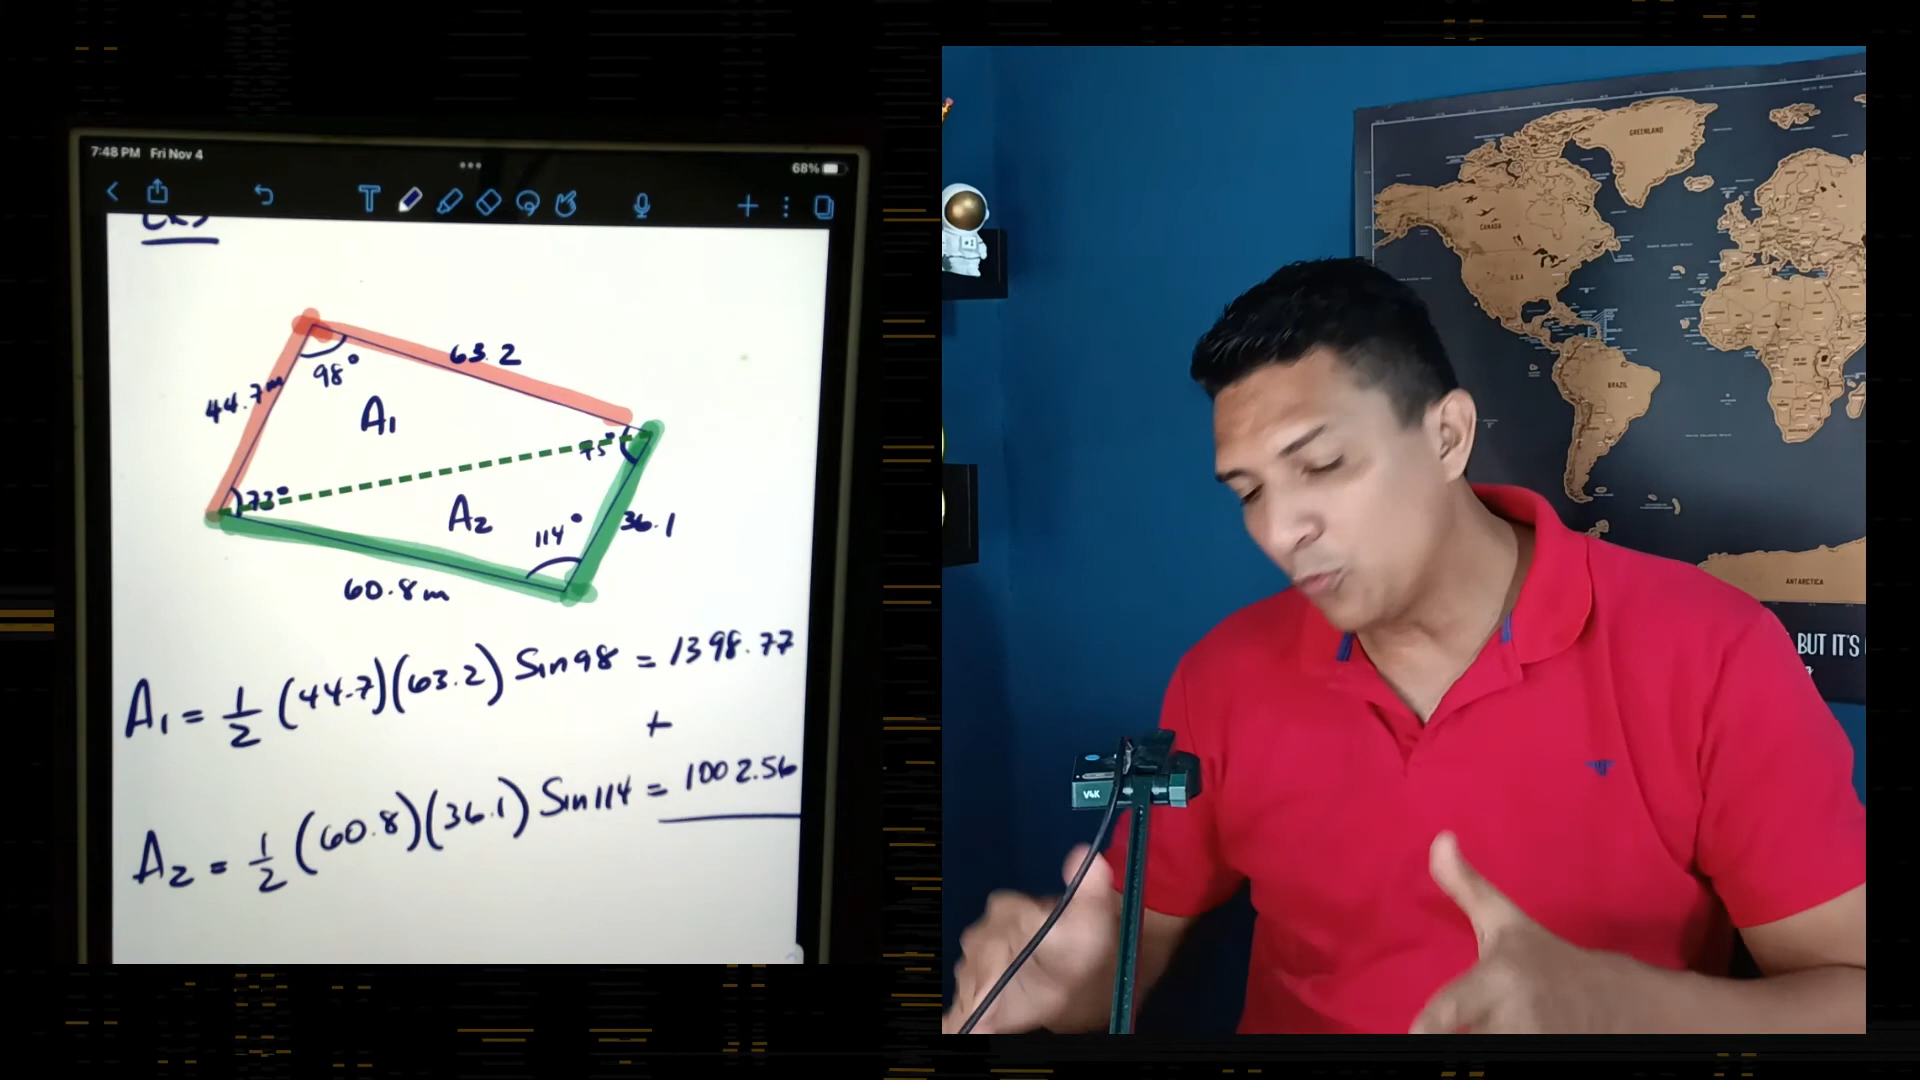 7:48 PM Fri Nov 4
68%
T
63.2
98°
44.7m
A₁
75°
73°
A₂
114°
36.1
60.8m
A₁ = 1/2 (44.7)(63.2) Sin98 = 1398.77
+
A₂ = 1/2 (60.8)(36.1) Sin114 = 1002.56
GREENLAND
CANADA
U.S.A
BRAZIL
ANTARCTICA
BUT IT'S
V4K